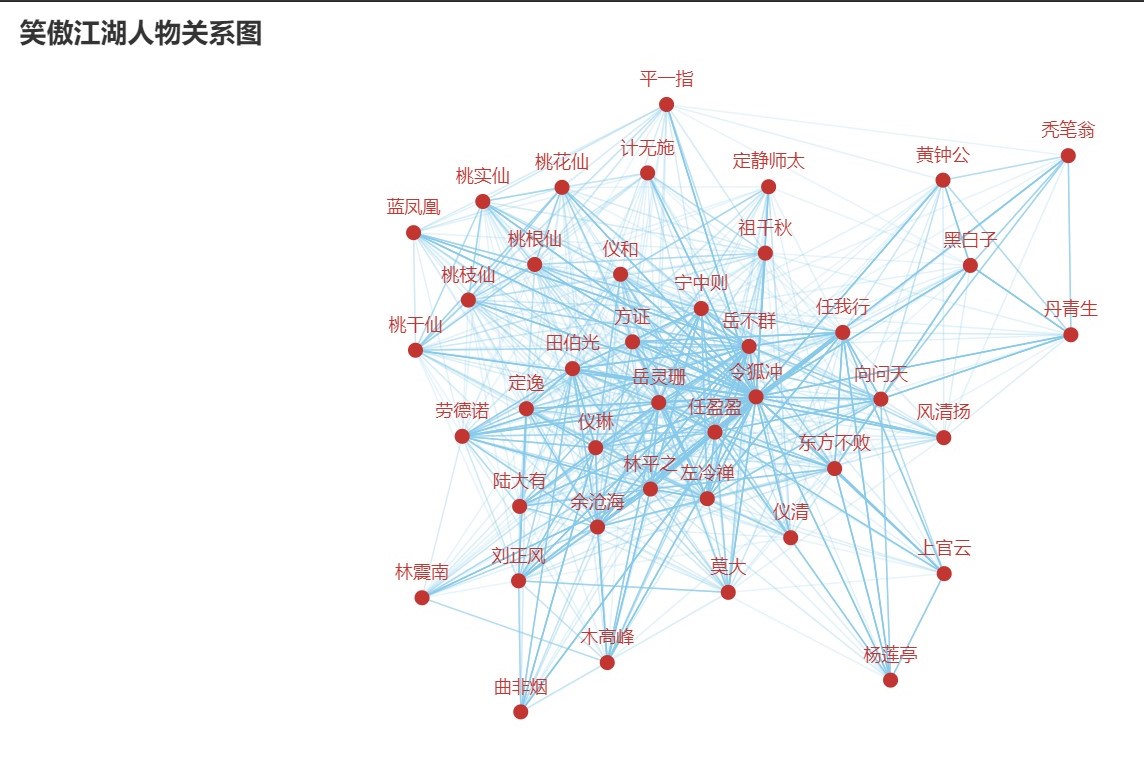 笑傲江湖人物关系图
平一指
秃笔翁
计无施
黄钟公
桃花仙
定静师太
桃实仙
蓝凤凰
祖千秋
桃根仙
黑白子
仪和
桃枝仙
宁中则
任我行
丹青生
方证
岳不群
桃干仙
田伯光
令狐冲
向问天
岳灵珊
定逸
任盈盈
劳德诺
风清扬
仪琳
东方不败
林平之
左冷禅
陆大有
余沧海
仪清
上官云
刘正风
莫大
林震南
木高峰
杨莲亭
曲非烟